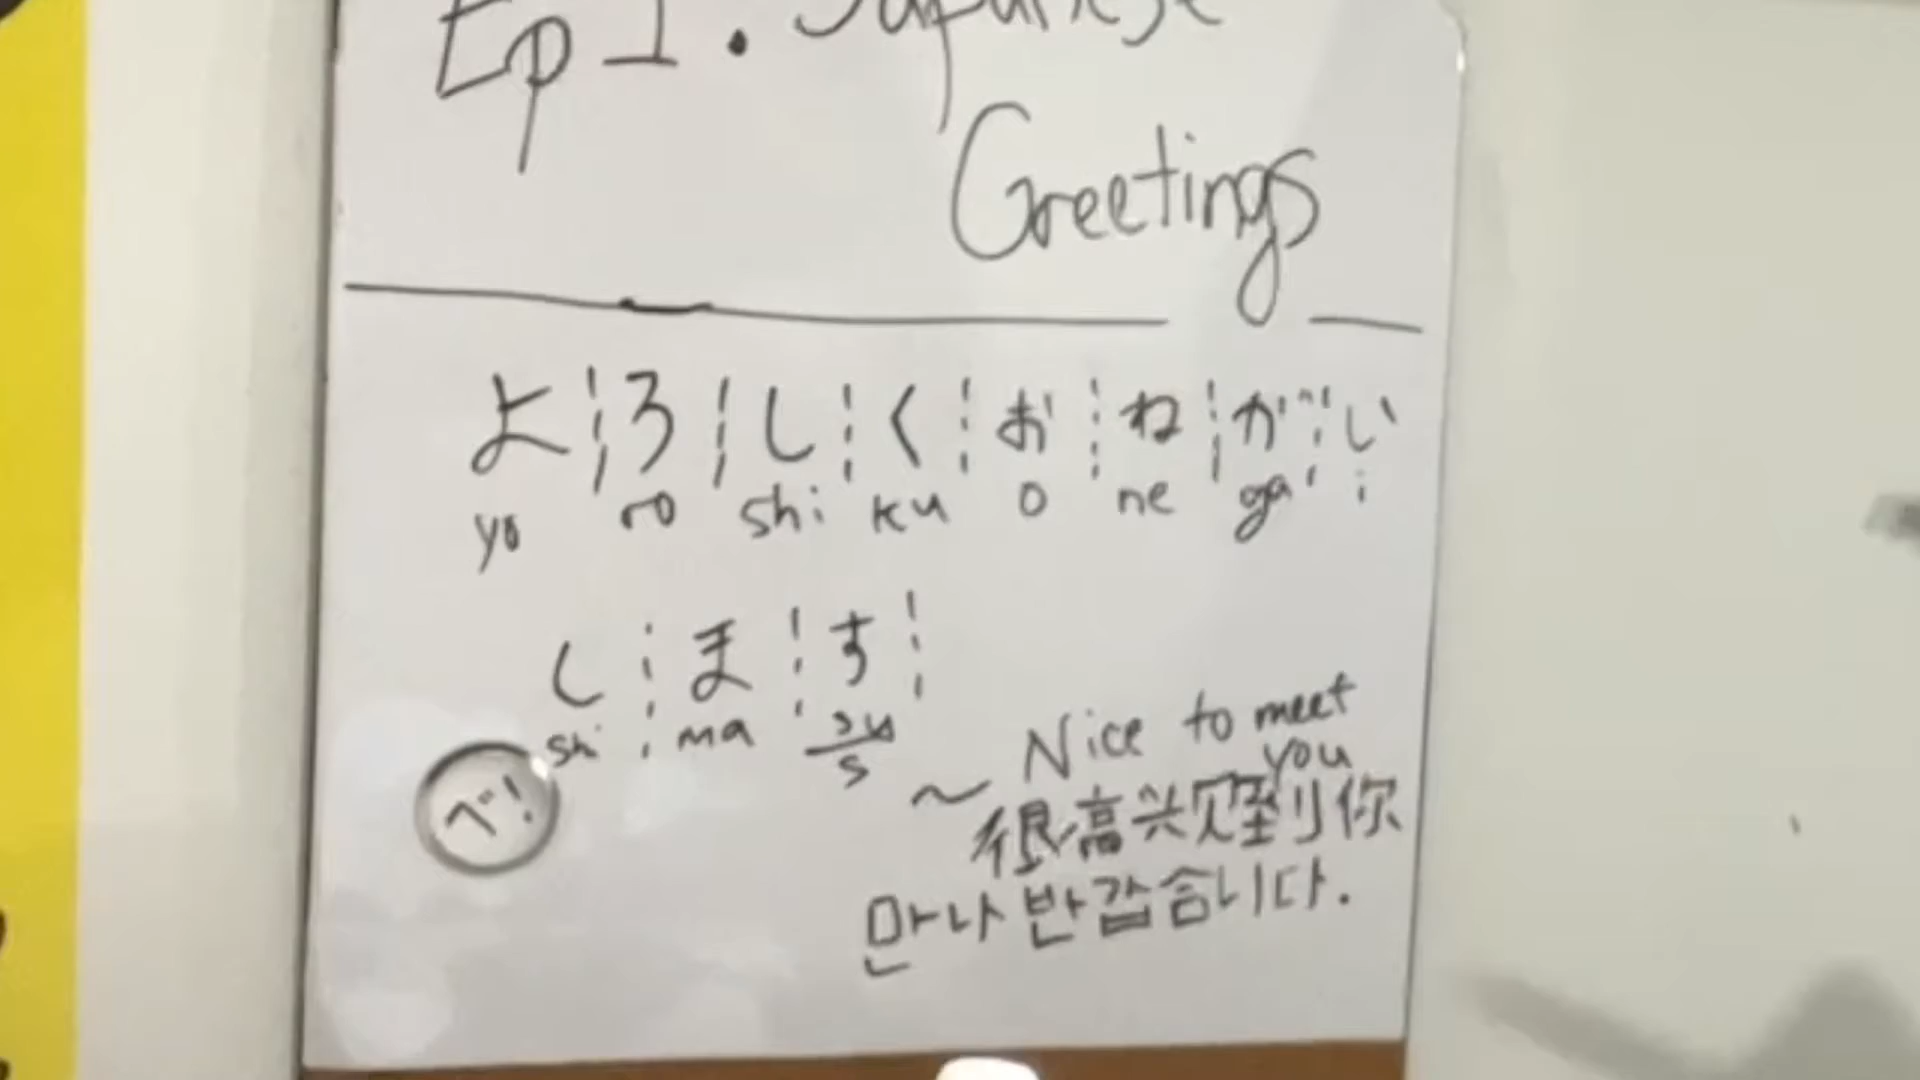 Ep 1. Japanese
Greetings
よ ろ し く お ね が い
yo ro shi ku o ne ga i
し ま す
shi ma su
s
べ!
~ Nice to meet
you
很高兴见到你
만나 반갑습니다.